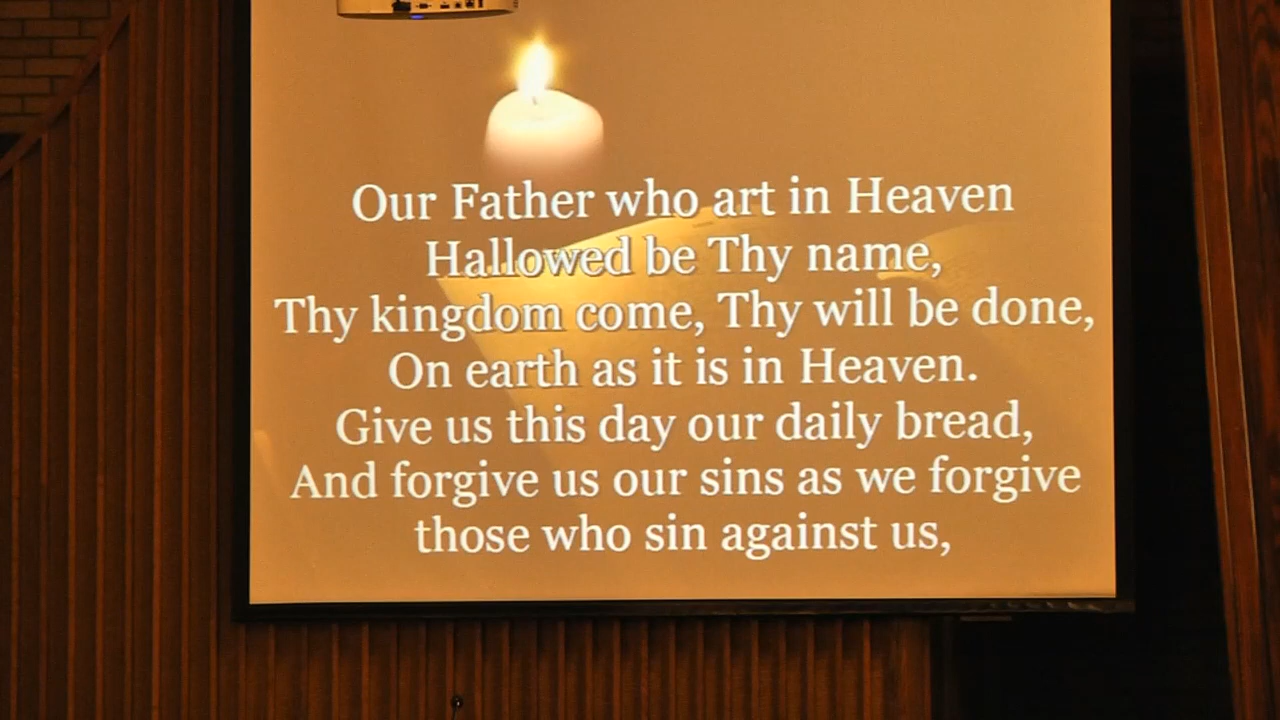 Our Father who art in Heaven
Hallowed be Thy name,
Thy kingdom come, Thy will be done,
On earth as it is in Heaven.
Give us this day our daily bread,
And forgive us our sins as we forgive
those who sin against us,